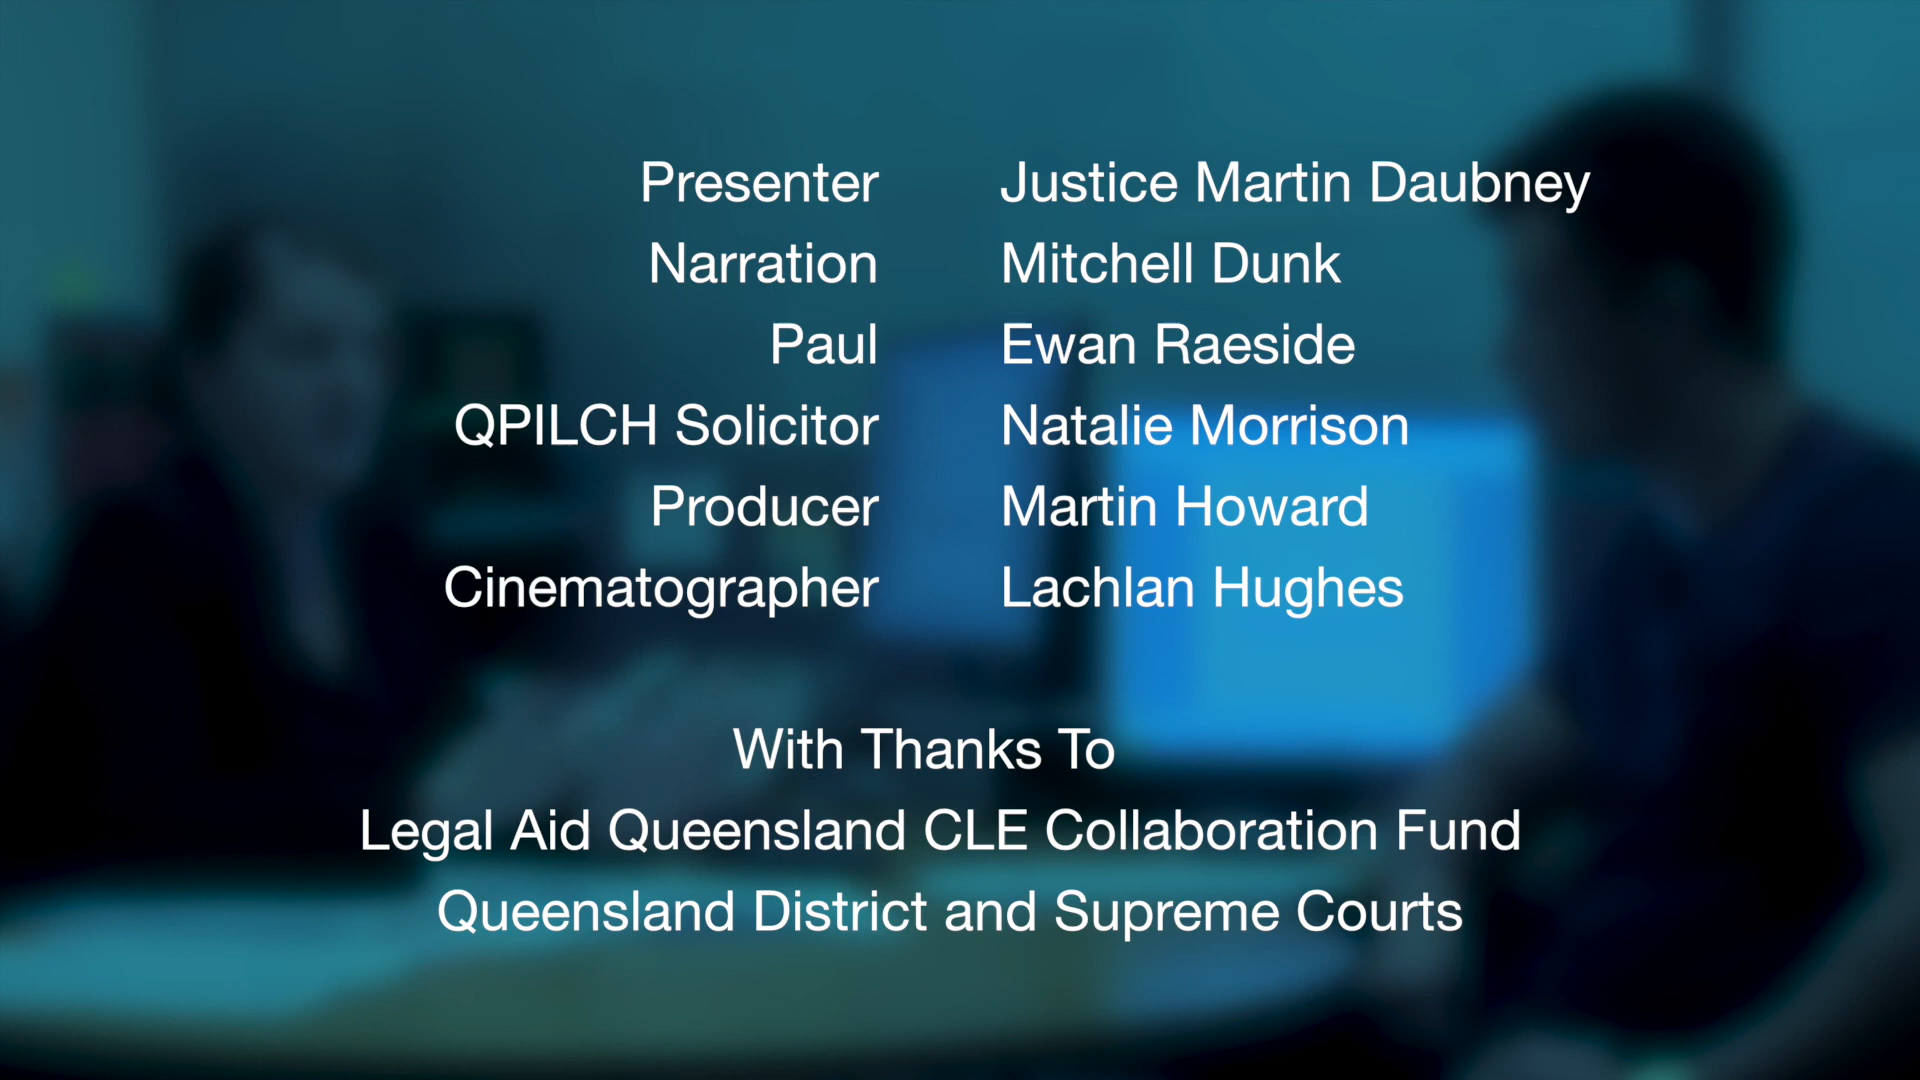 Presenter Justice Martin Daubney
Narration Mitchell Dunk
Paul Ewan Raeside
QPILCH Solicitor Natalie Morrison
Producer Martin Howard
Cinematographer Lachlan Hughes
With Thanks To
Legal Aid Queensland CLE Collaboration Fund
Queensland District and Supreme Courts